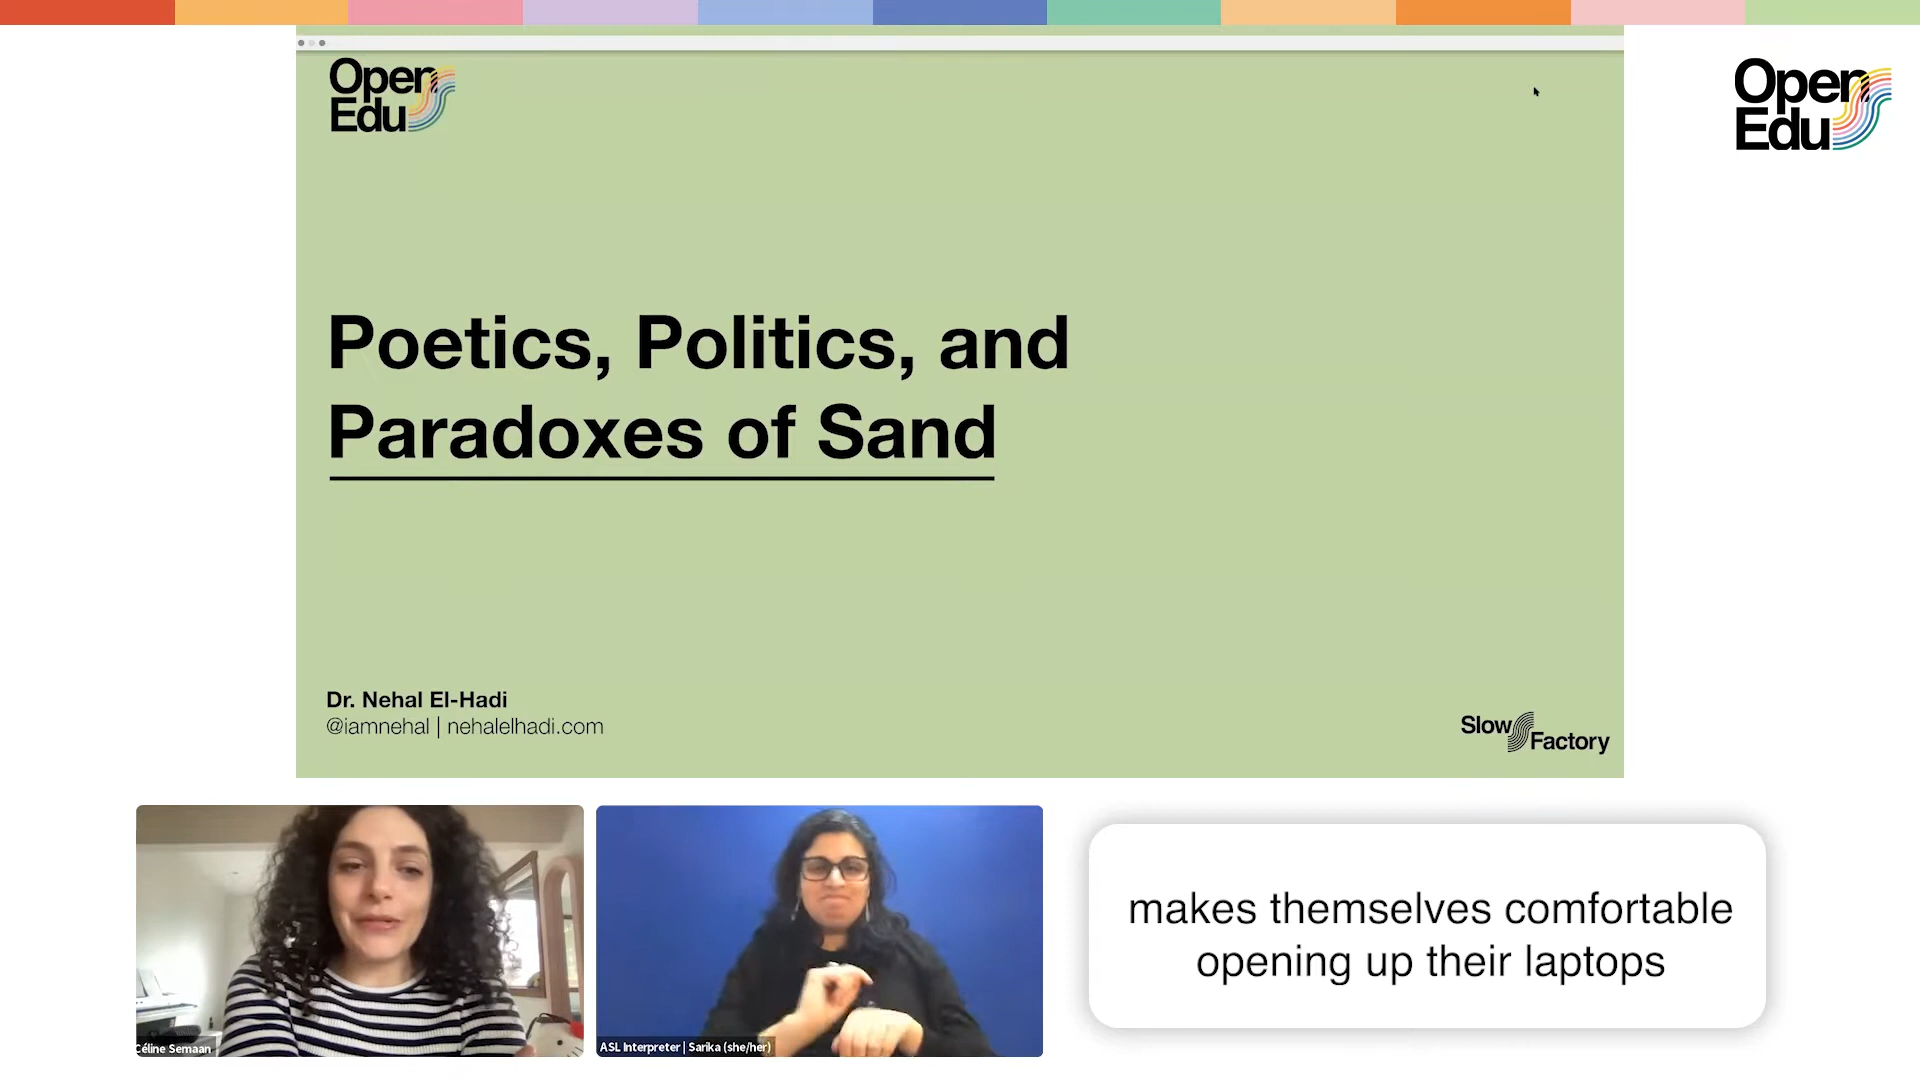 Open
Edu
Open
Edu
Poetics, Politics, and
Paradoxes of Sand
Dr. Nehal El-Hadi
@iamnehal | nehalelhadi.com
Slow
Factory
Céline Semaan
ASL Interpreter | Sarika (she/her)
makes themselves comfortable
opening up their laptops